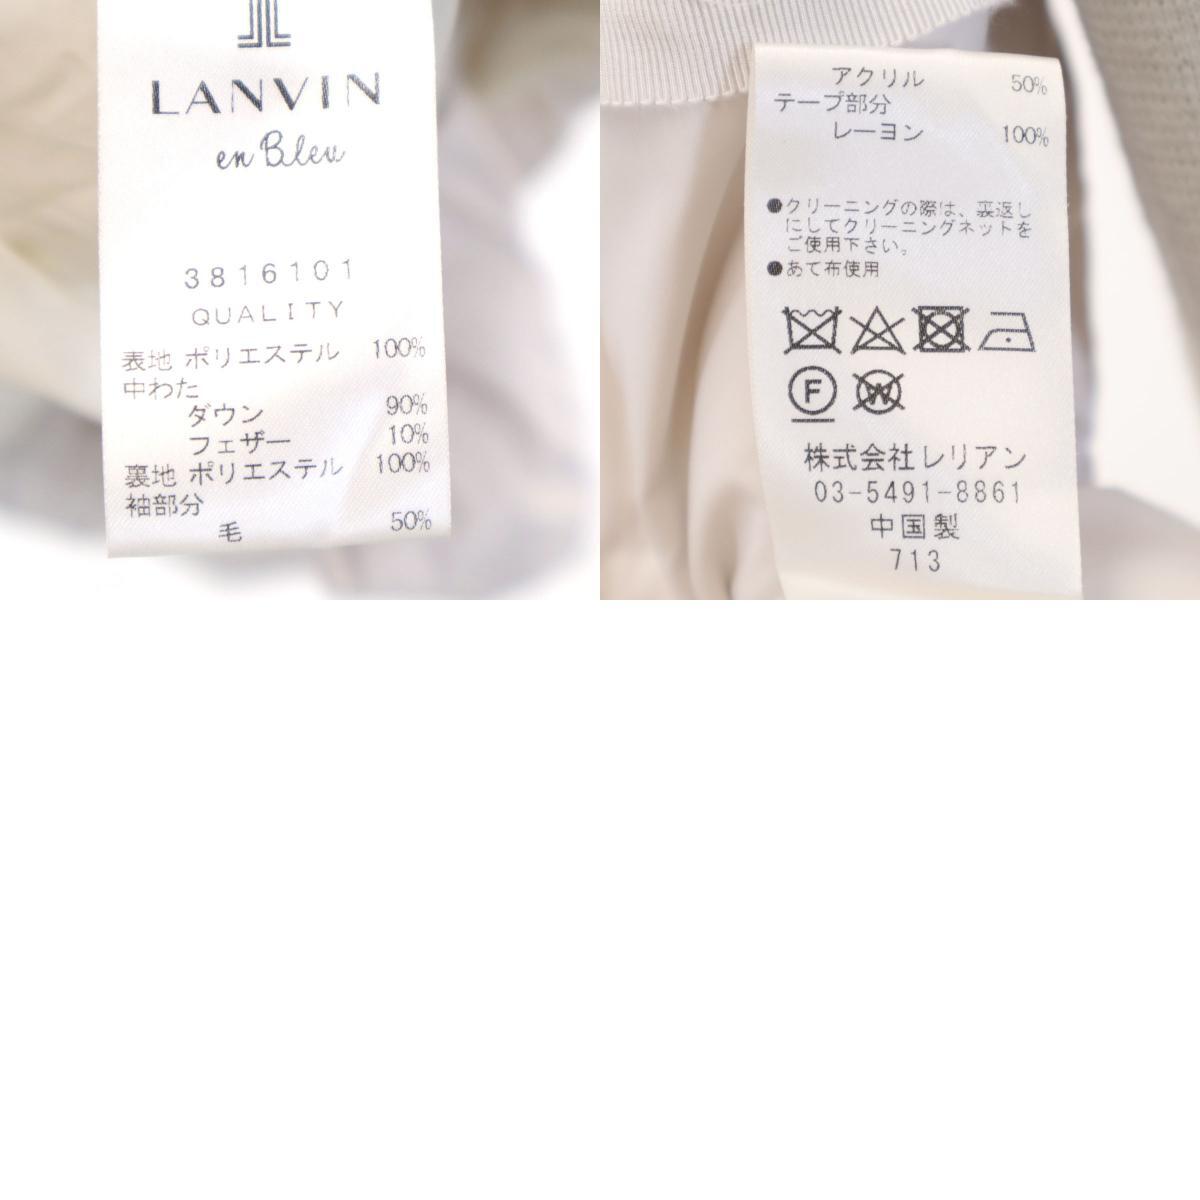 LANVIN
en Bleu
3816101
QUALITY
表地 ポリエステル 100%
中わた
ダウン 90%
フェザー 10%
裏地 ポリエステル 100%
袖部分
毛 50%
アクリル 50%
テープ部分
レーヨン 100%
●クリーニングの際は、裏返し
にしてクリーニングネットを
ご使用下さい。
●あて布使用
F W
株式会社レリアン
03-5491-8861
中国製
713